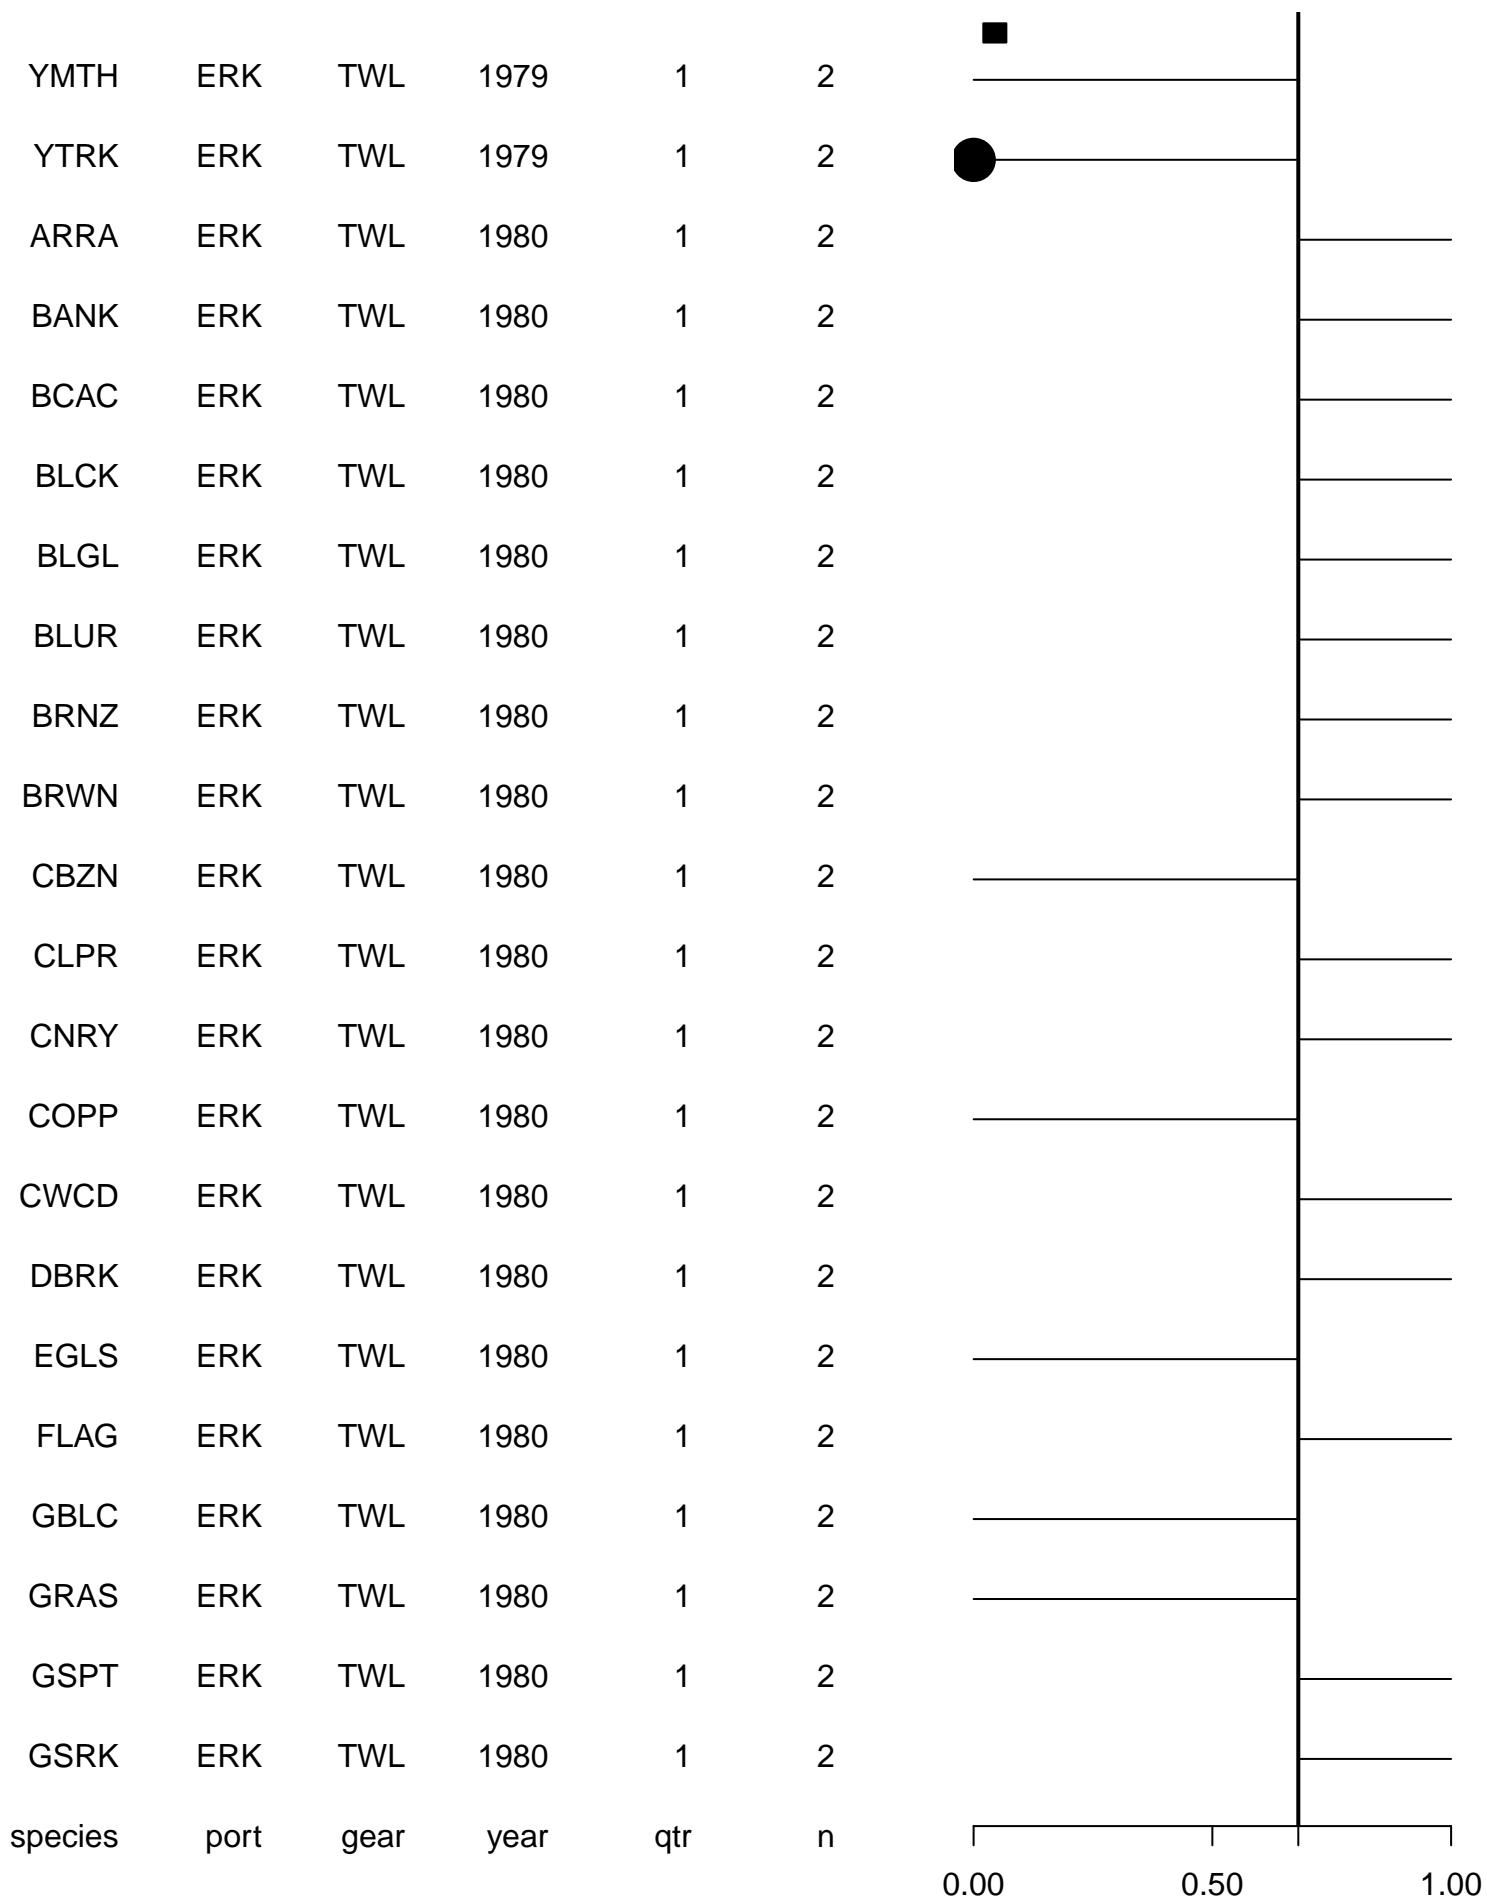 YMTH ERK TWL 1979 1 2
YTRK ERK TWL 1979 1 2
ARRA ERK TWL 1980 1 2
BANK ERK TWL 1980 1 2
BCAC ERK TWL 1980 1 2
BLCK ERK TWL 1980 1 2
BLGL ERK TWL 1980 1 2
BLUR ERK TWL 1980 1 2
BRNZ ERK TWL 1980 1 2
BRWN ERK TWL 1980 1 2
CBZN ERK TWL 1980 1 2
CLPR ERK TWL 1980 1 2
CNRY ERK TWL 1980 1 2
COPP ERK TWL 1980 1 2
CWCD ERK TWL 1980 1 2
DBRK ERK TWL 1980 1 2
EGLS ERK TWL 1980 1 2
FLAG ERK TWL 1980 1 2
GBLC ERK TWL 1980 1 2
GRAS ERK TWL 1980 1 2
GSPT ERK TWL 1980 1 2
GSRK ERK TWL 1980 1 2
species port gear year qtr n
0.00 0.50 1.00